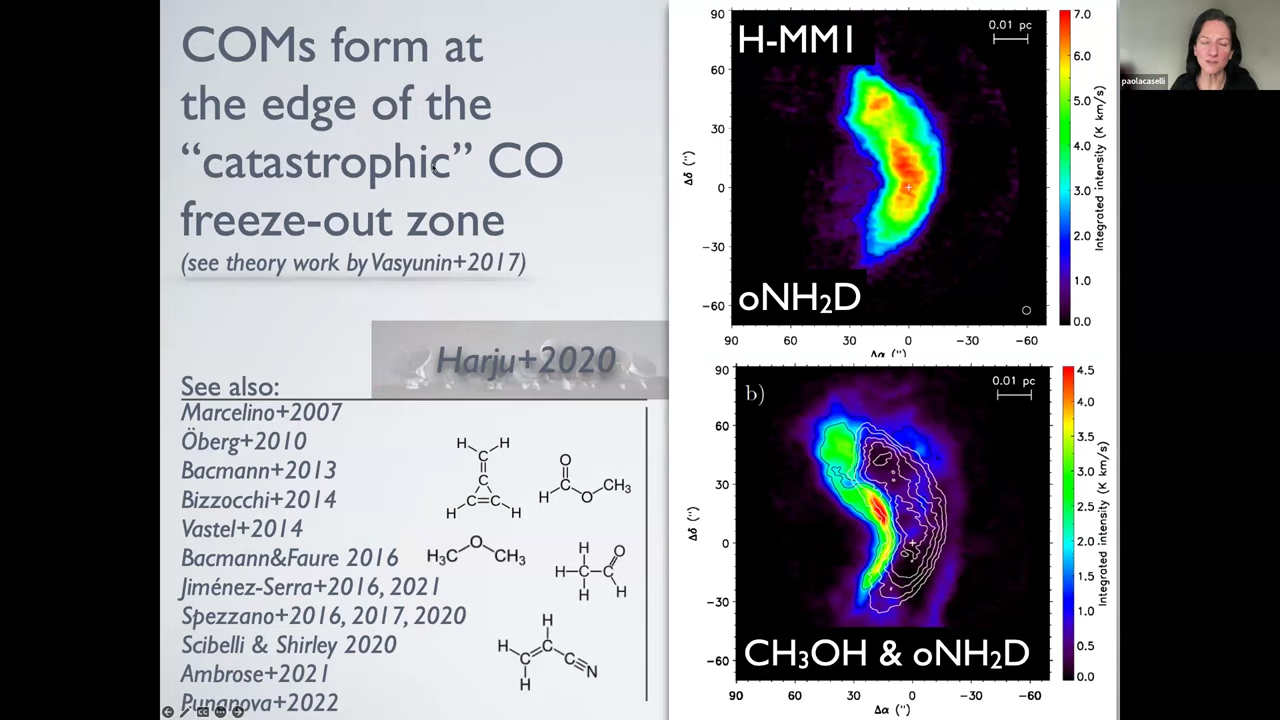 COMs form at
the edge of the
“catastrophic” CO
freeze-out zone
(see theory work by Vasyunin+2017)
Harju+2020
See also:
Marcelino+2007
Öberg+2010
Bacmann+2013
Bizzocchi+2014
Vastel+2014
Bacmann&Faure 2016
Jiménez-Serra+2016, 2021
Spezzano+2016, 2017, 2020
Scibelli & Shirley 2020
Ambrose+2021
Punanova+2022
H H
C
C
C C
H H
O
H C O CH₃
O
H₃C CH₃
H O
H C C
H H
H
H C C C N
H
H-MM1
0.01 pc
oNH₂D
90
60
30
0
−30
−60
Δδ (")
90 60 30 0 −30 −60
Δα (")
7.0
6.0
5.0
4.0
3.0
2.0
1.0
0.0
Integrated intensity (K km/s)
b)
0.01 pc
CH₃OH & oNH₂D
90
60
30
0
−30
−60
Δδ (")
90 60 30 0 −30 −60
Δα (")
4.5
4.0
3.5
3.0
2.5
2.0
1.5
1.0
0.5
0.0
Integrated intensity (K km/s)
paolacaselli